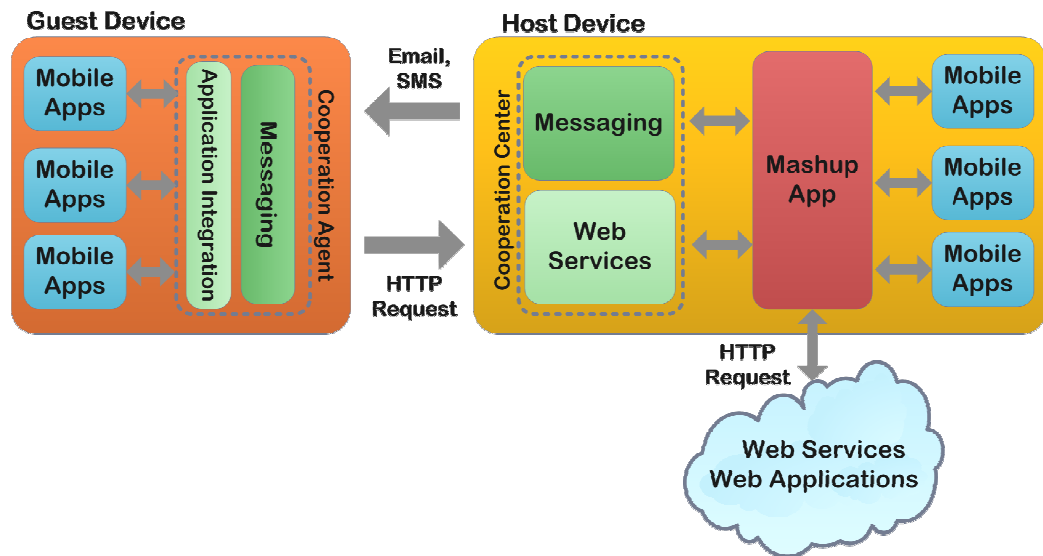 Guest Device
Mobile
Apps
Mobile
Apps
Mobile
Apps
Application Integration
Messaging
Cooperation Agent
Email,
SMS
HTTP
Request
Host Device
Cooperation Center
Messaging
Web
Services
Mashup
App
Mobile
Apps
Mobile
Apps
Mobile
Apps
HTTP
Request
Web Services
Web Applications